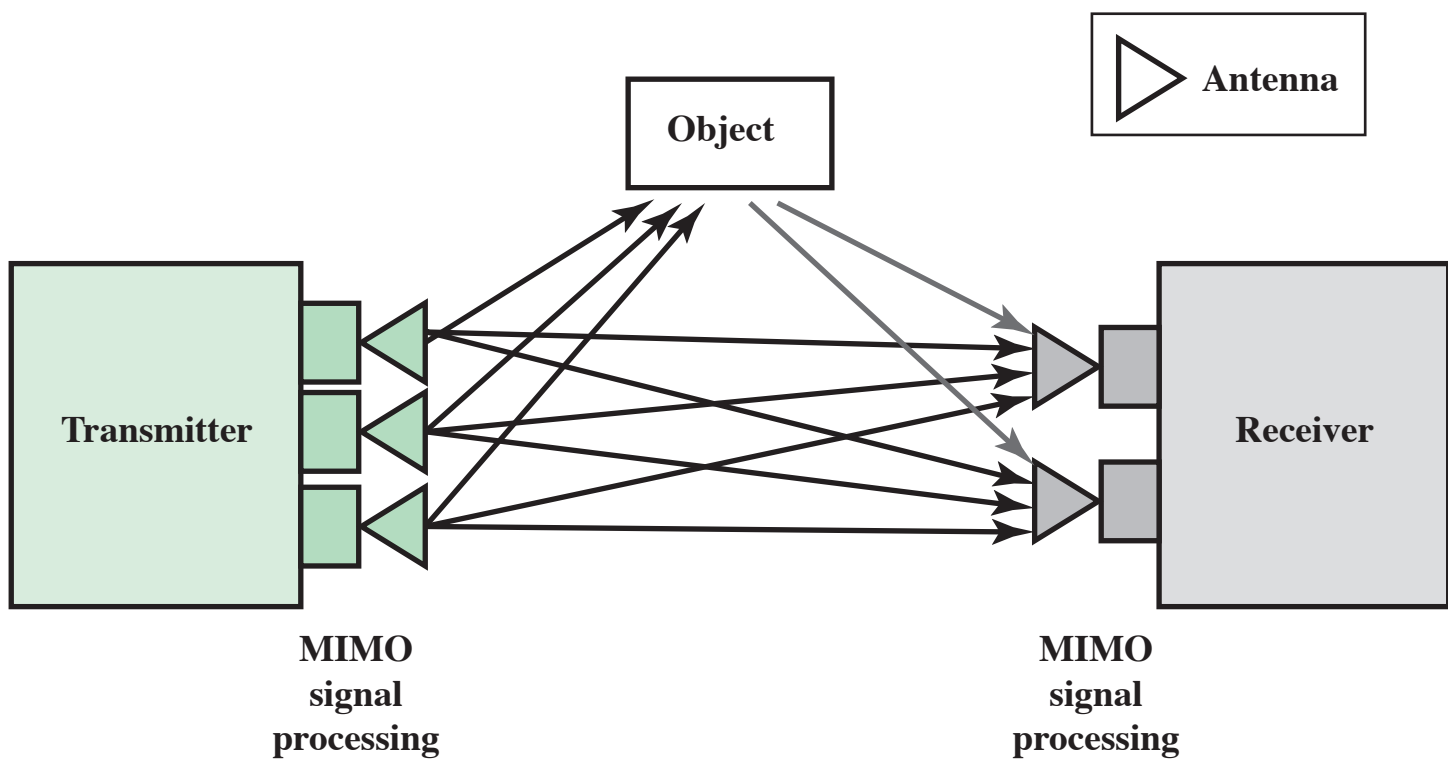 Antenna
Object
Transmitter
Receiver
MIMO
signal
processing
MIMO
signal
processing